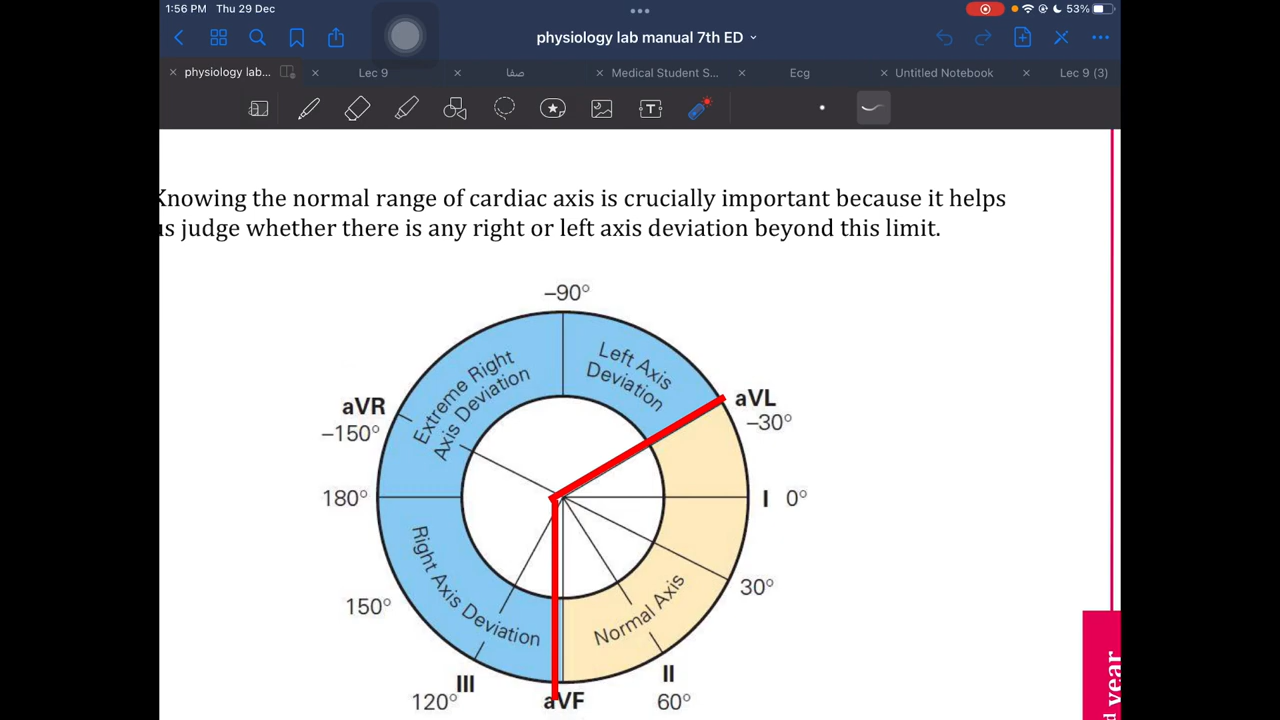 1:56 PM Thu 29 Dec
53%
physiology lab manual 7th ED
physiology lab...
Lec 9
صفا
Medical Student S...
Ecg
Untitled Notebook
Lec 9 (3)
Knowing the normal range of cardiac axis is crucially important because it helps
us judge whether there is any right or left axis deviation beyond this limit.
–90°
Left Axis
Deviation
Extreme Right
Axis Deviation
aVR
–150°
aVL
–30°
180°
I 0°
Right Axis Deviation
Normal Axis
150°
30°
III
120°
aVF
II
60°
year